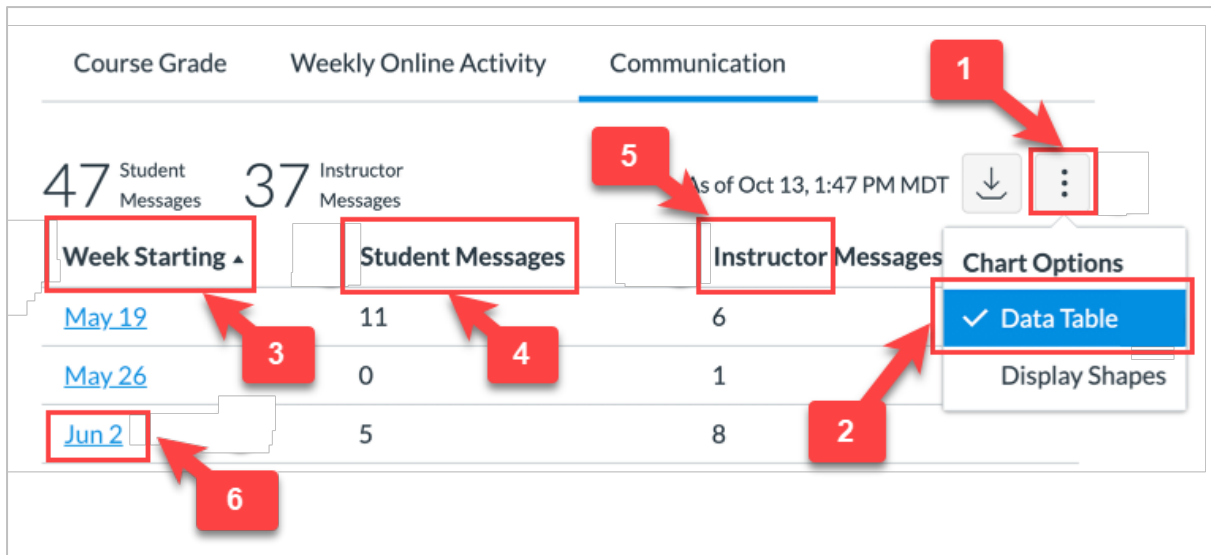 Course Grade Weekly Online Activity Communication
1
5
47 Student Messages 37 Instructor Messages As of Oct 13, 1:47 PM MDT
Week Starting Student Messages Instructor Messages Chart Options
May 19 11 6 Data Table
3 4
May 26 0 1 Display Shapes
2
Jun 2 5 8
6